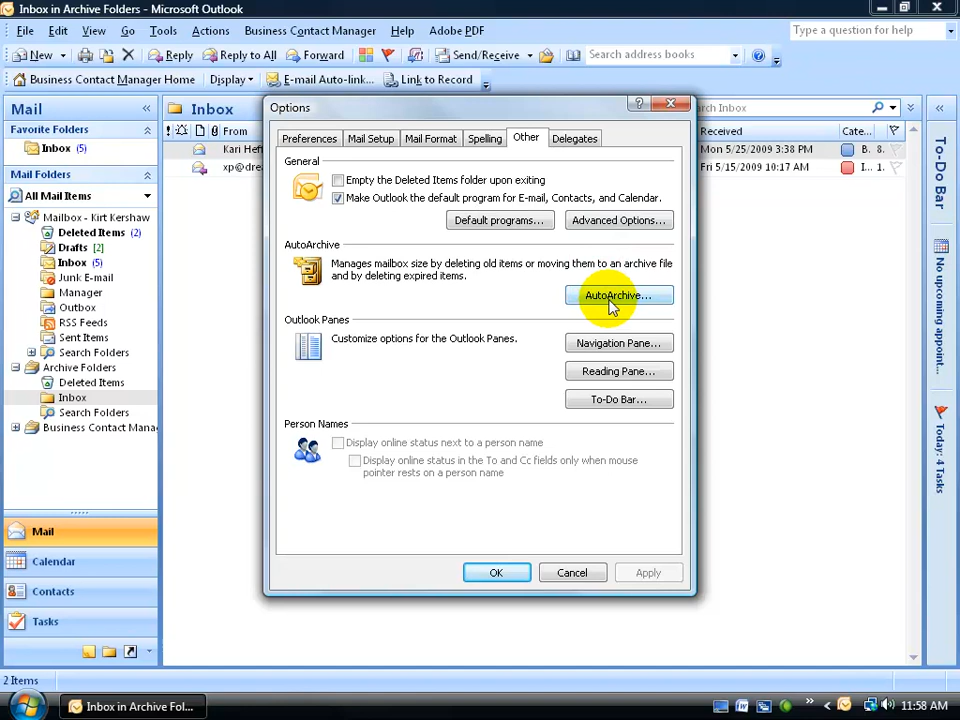 Inbox in Archive Folders - Microsoft Outlook
File Edit View Go Tools Actions Business Contact Manager Help Adobe PDF
Type a question for help
New Reply Reply to All Forward Send/Receive Search address books
Business Contact Manager Home Display E-mail Auto-link... Link to Record
Mail
Favorite Folders
Inbox (5)
Mail Folders
All Mail Items
Mailbox - Kirt Kershaw
Deleted Items (2)
Drafts [2]
Inbox (5)
Junk E-mail
Manager
Outbox
RSS Feeds
Sent Items
Search Folders
Archive Folders
Deleted Items
Inbox
Search Folders
Business Contact Mana
Mail
Calendar
Contacts
Tasks
Inbox
ch Inbox
From
Received Cate...
Kari Heft
Mon 5/25/2009 3:38 PM B. 8.
xp@drea
Fri 5/15/2009 10:17 AM I... 1.
Options
Preferences Mail Setup Mail Format Spelling Other Delegates
General
Empty the Deleted Items folder upon exiting
Make Outlook the default program for E-mail, Contacts, and Calendar.
Default programs... Advanced Options...
AutoArchive
Manages mailbox size by deleting old items or moving them to an archive file
and by deleting expired items.
AutoArchive...
Outlook Panes
Customize options for the Outlook Panes.
Navigation Pane...
Reading Pane...
To-Do Bar...
Person Names
Display online status next to a person name
Display online status in the To and Cc fields only when mouse
pointer rests on a person name
OK Cancel Apply
To-Do Bar
No upcoming appoint...
Today: 4 Tasks
2 Items
Inbox in Archive Fol...
11:58 AM